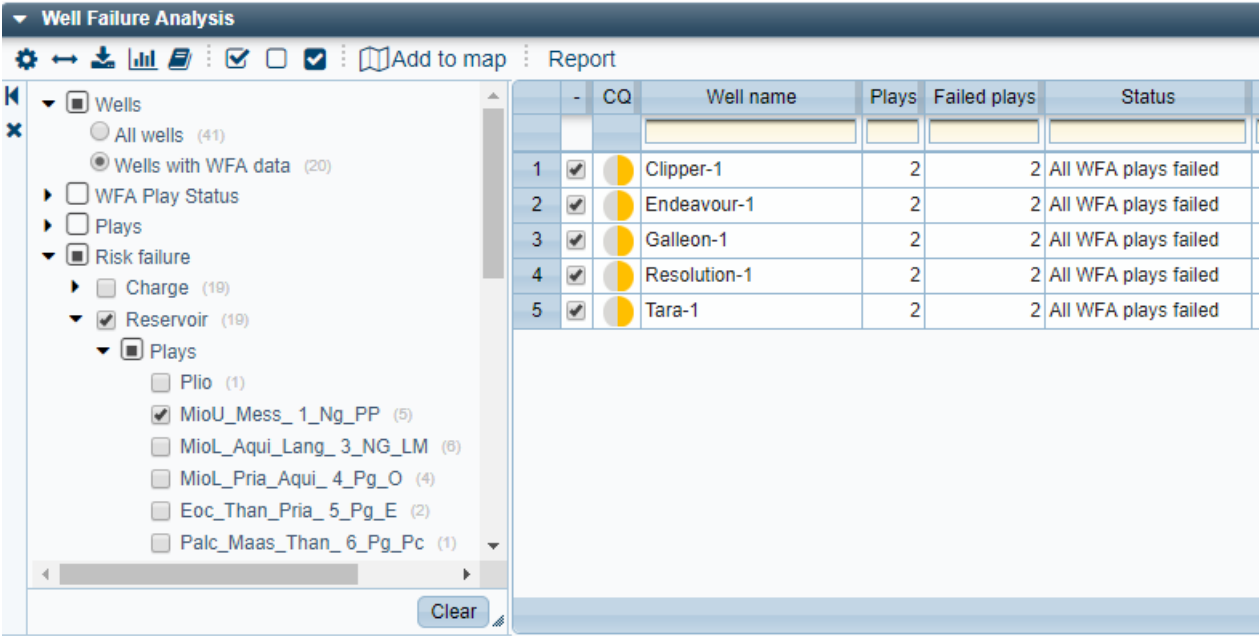 Well Failure Analysis
Add to map Report
Wells
All wells (41)
Wells with WFA data (20)
WFA Play Status
Plays
Risk failure
Charge (19)
Reservoir (19)
Plays
Plio (1)
MioU_Mess_ 1_Ng_PP (5)
MioL_Aqui_Lang_ 3_NG_LM (6)
MioL_Pria_Aqui_ 4_Pg_O (4)
Eoc_Than_Pria_ 5_Pg_E (2)
Palc_Maas_Than_ 6_Pg_Pc (1)
Clear
- CQ Well name Plays Failed plays Status
1 Clipper-1 2 2 All WFA plays failed
2 Endeavour-1 2 2 All WFA plays failed
3 Galleon-1 2 2 All WFA plays failed
4 Resolution-1 2 2 All WFA plays failed
5 Tara-1 2 2 All WFA plays failed